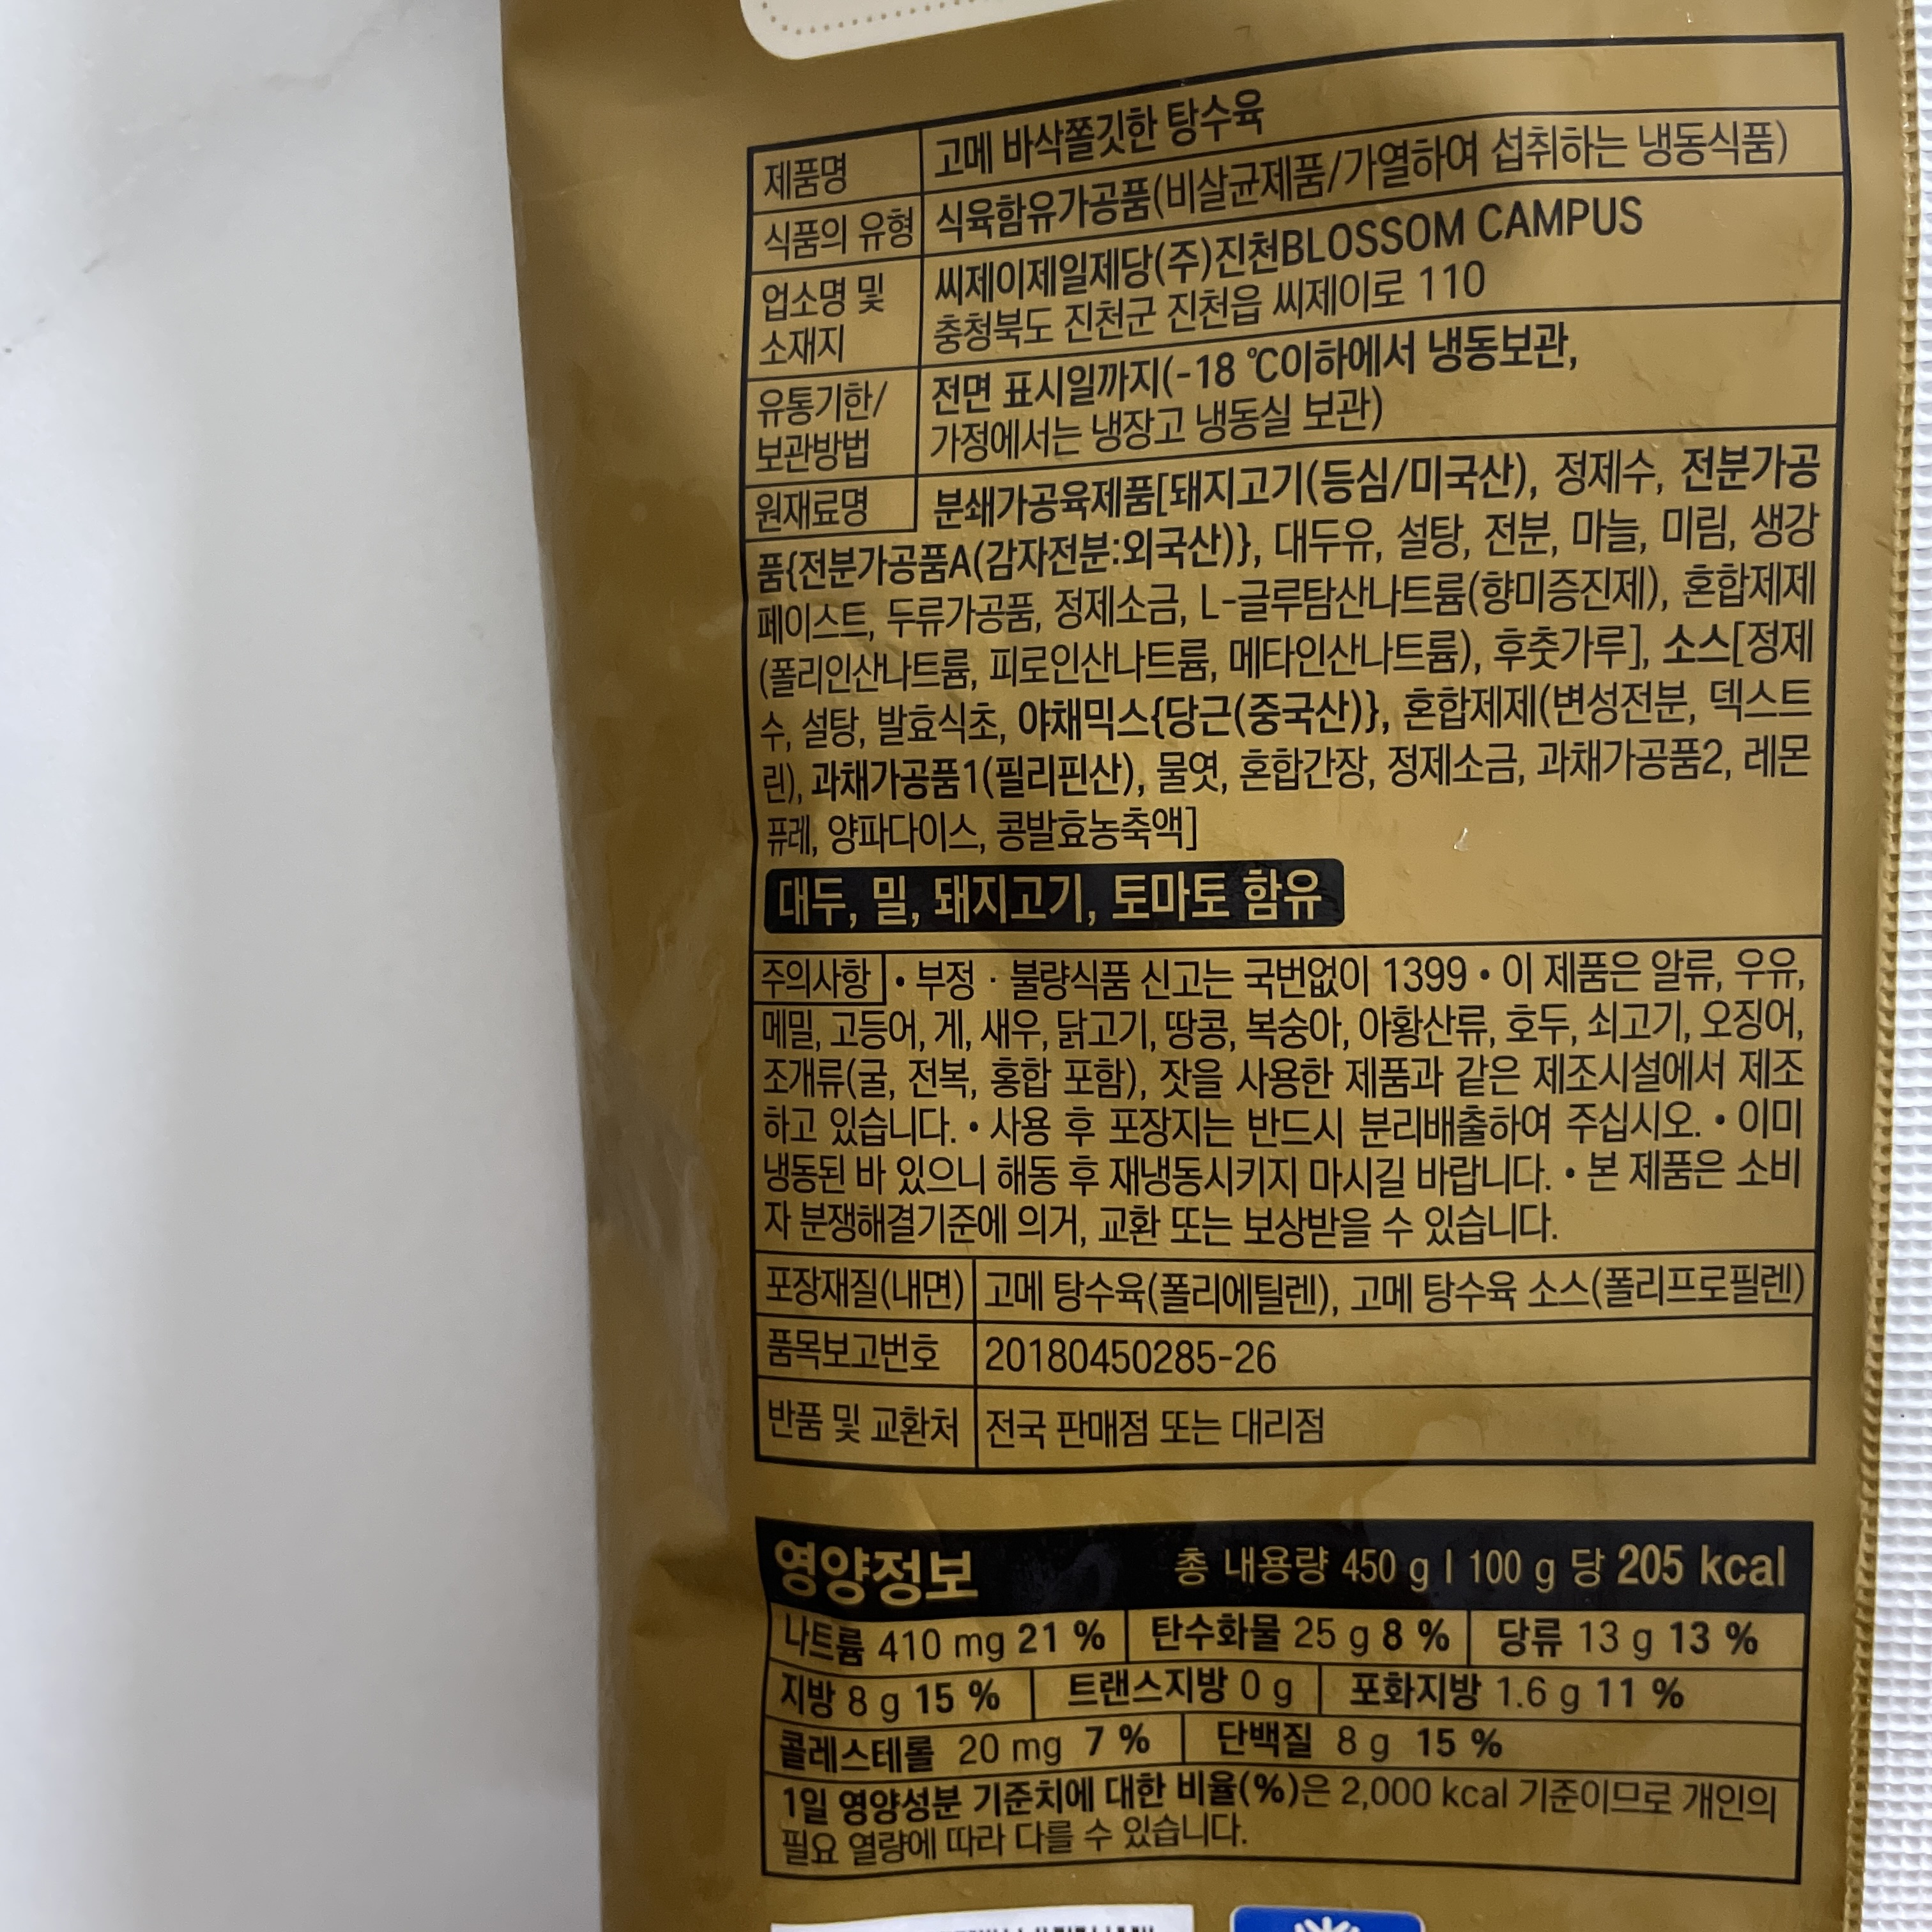 제품명 고메 바삭쫄깃한 탕수육
식품의 유형 식육함유가공품(비살균제품/가열하여 섭취하는 냉동식품)
업소명 및 소재지 씨제이제일제당(주)진천BLOSSOM CAMPUS
충청북도 진천군 진천읍 씨제이로 110
유통기한/ 보관방법 전면 표시일까지(-18 ℃이하에서 냉동보관,
가정에서는 냉장고 냉동실 보관)
원재료명 분쇄가공육제품[돼지고기(등심/미국산), 정제수, 전분가공
품{전분가공품A(감자전분:외국산)}, 대두유, 설탕, 전분, 마늘, 미림, 생강
페이스트, 두류가공품, 정제소금, L-글루탐산나트륨(향미증진제), 혼합제제
(폴리인산나트륨, 피로인산나트륨, 메타인산나트륨), 후춧가루], 소스[정제
수, 설탕, 발효식초, 야채믹스{당근(중국산)}, 혼합제제(변성전분, 덱스트
린), 과채가공품1(필리핀산), 물엿, 혼합간장, 정제소금, 과채가공품2, 레몬
퓨레, 양파다이스, 콩발효농축액]
대두, 밀, 돼지고기, 토마토 함유
주의사항 • 부정 · 불량식품 신고는 국번없이 1399 • 이 제품은 알류, 우유,
메밀, 고등어, 게, 새우, 닭고기, 땅콩, 복숭아, 아황산류, 호두, 쇠고기, 오징어,
조개류(굴, 전복, 홍합 포함), 잣을 사용한 제품과 같은 제조시설에서 제조
하고 있습니다. • 사용 후 포장지는 반드시 분리배출하여 주십시오. • 이미
냉동된 바 있으니 해동 후 재냉동시키지 마시길 바랍니다. • 본 제품은 소비
자 분쟁해결기준에 의거, 교환 또는 보상받을 수 있습니다.
포장재질(내면) 고메 탕수육(폴리에틸렌), 고메 탕수육 소스(폴리프로필렌)
품목보고번호 20180450285-26
반품 및 교환처 전국 판매점 또는 대리점
영양정보 총 내용량 450 g l 100 g 당 205 kcal
나트륨 410 mg 21 % 탄수화물 25 g 8 % 당류 13 g 13 %
지방 8 g 15 % 트랜스지방 0 g 포화지방 1.6 g 11 %
콜레스테롤 20 mg 7 % 단백질 8 g 15 %
1일 영양성분 기준치에 대한 비율(%)은 2,000 kcal 기준이므로 개인의
필요 열량에 따라 다를 수 있습니다.